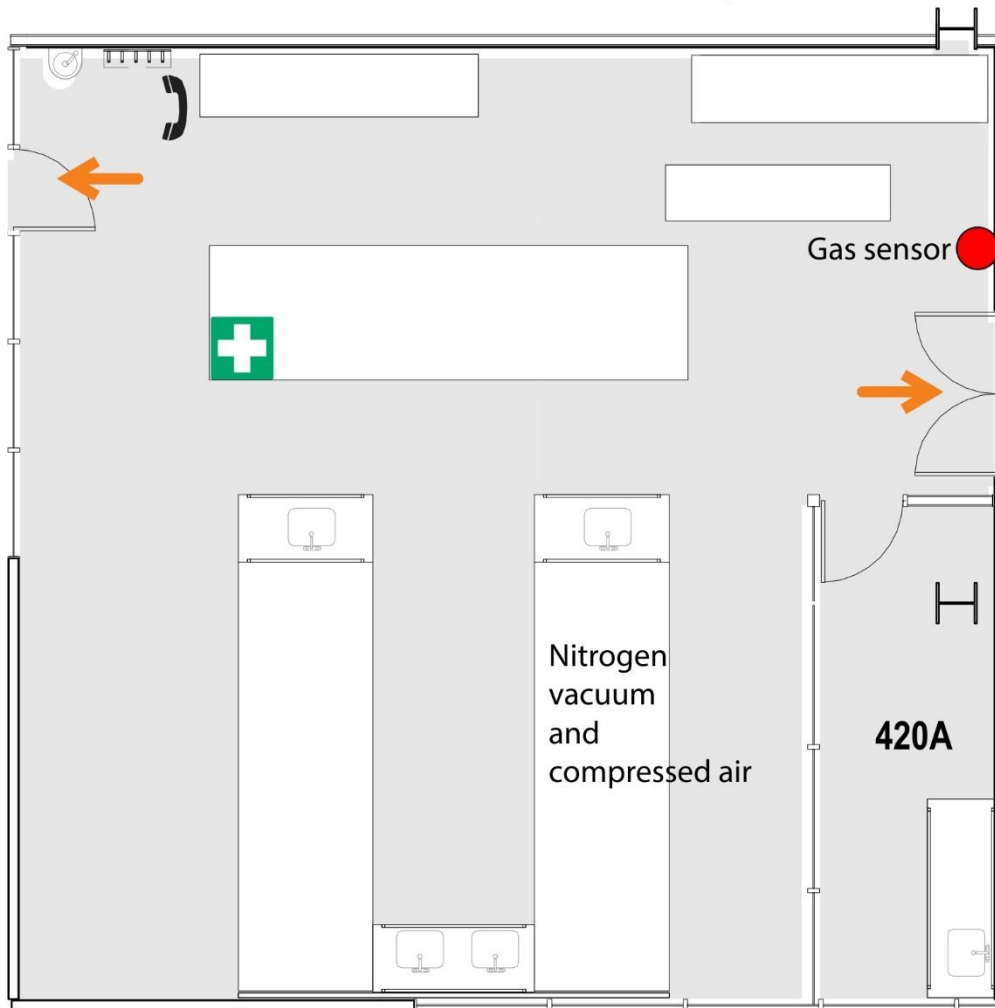 Gas sensor
Nitrogen
vacuum
and
compressed air
420A